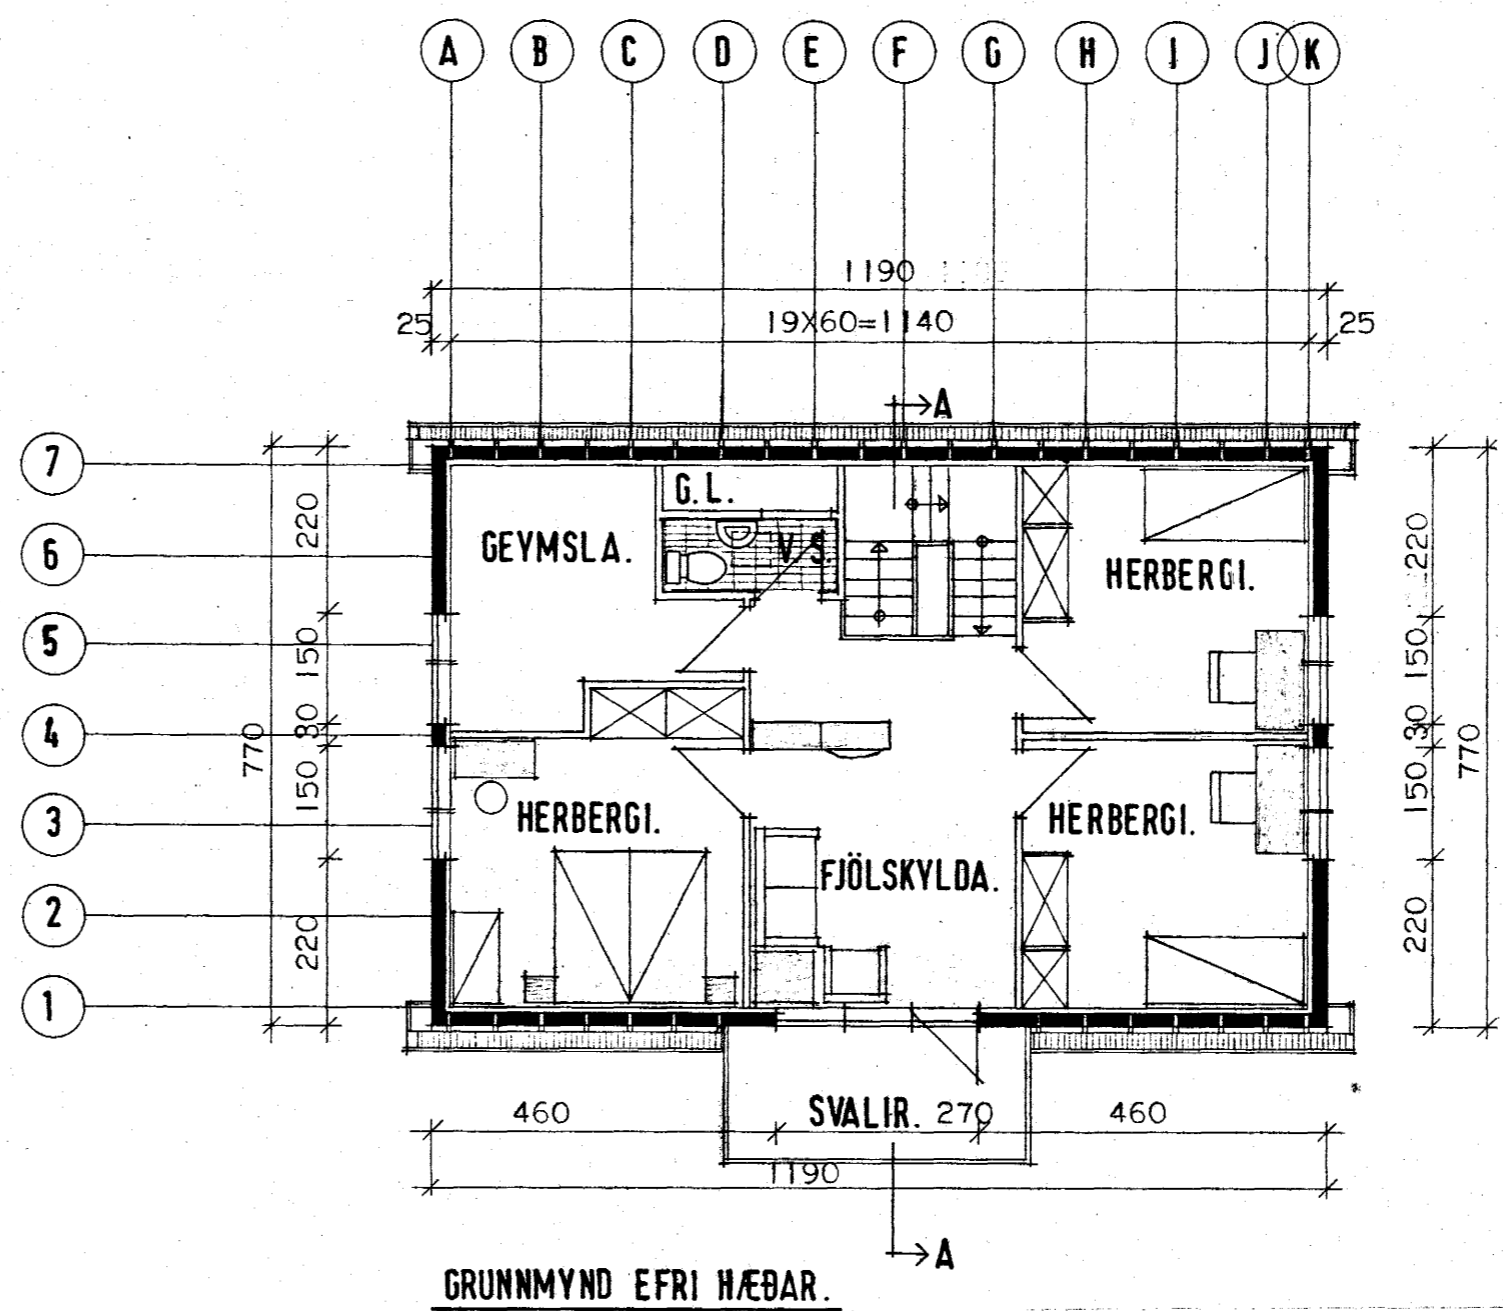 A B C D E F G H I J K
1190
25 19X60=1140 25
A
7
6
5
4
3
2
1
220
150
30
150
220
770
G.L.
V.S.
GEYMSLA.
HERBERGI.
HERBERGI.
HERBERGI.
FJÖLSKYLDA.
220
150
30
150
220
770
SVALIR.
460 270 460
1190
A
GRUNNMYND EFRI HÆÐAR.